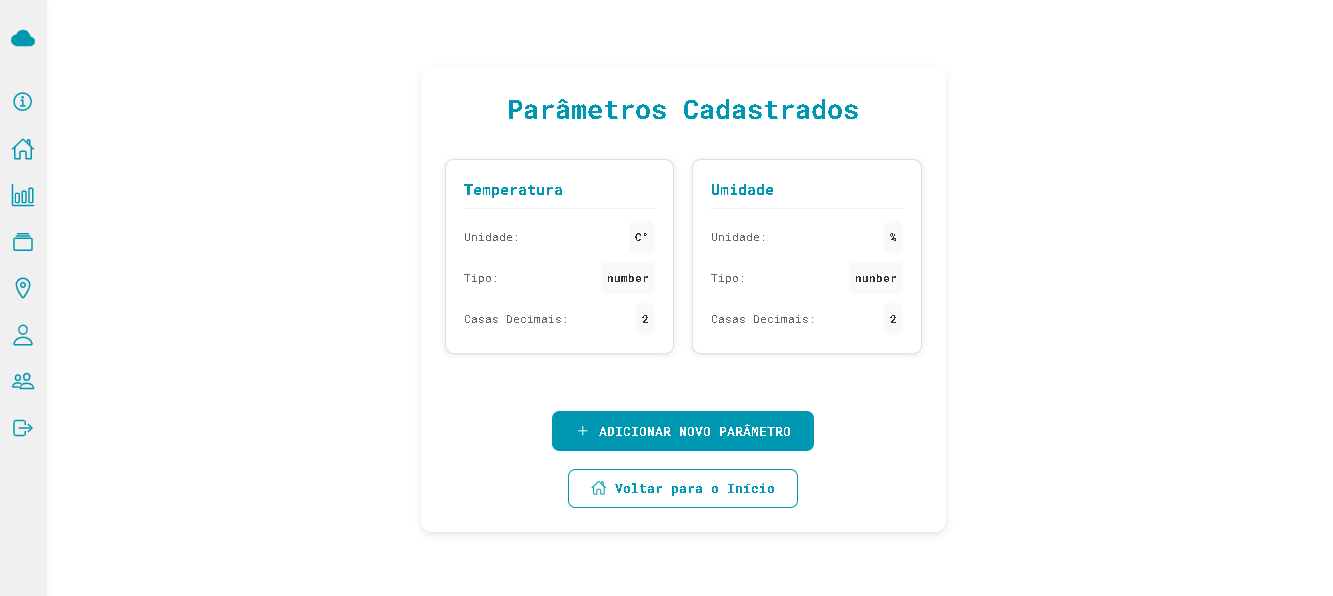 Parâmetros Cadastrados
Temperatura
Unidade: C°
Tipo: number
Casas Decimais: 2
Umidade
Unidade: %
Tipo: nunber
Casas Decimais: 2
+ ADICIONAR NOVO PARÂMETRO
Voltar para o Início